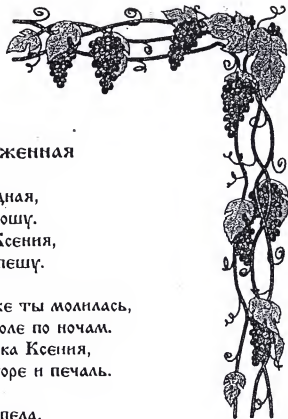 женная
дная,
ошу.
Ксения,
пешу.
же ты молилась,
оле по ночам.
ка Ксения,
оре и печаль.
пела,